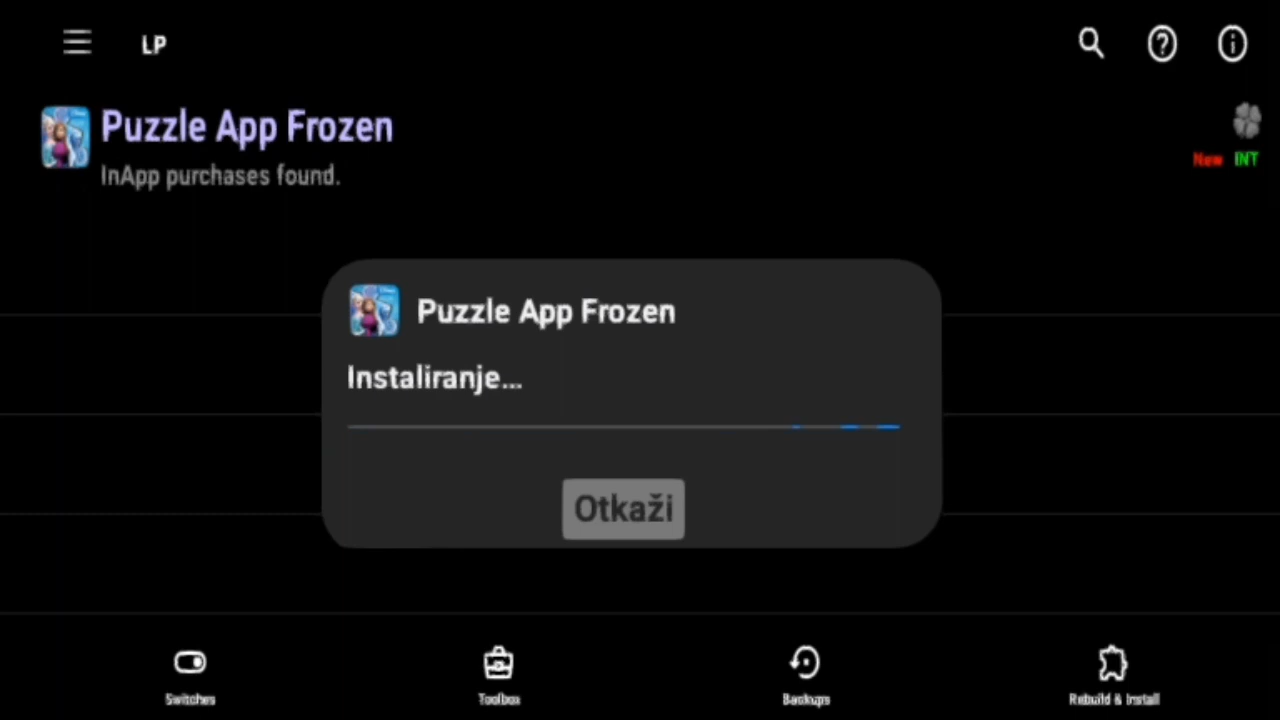 LP
Puzzle App Frozen
InApp purchases found.
New INT
Puzzle App Frozen
Instaliranje...
Otkaži
Switches
Toolbox
Backups
Rebuild & Install